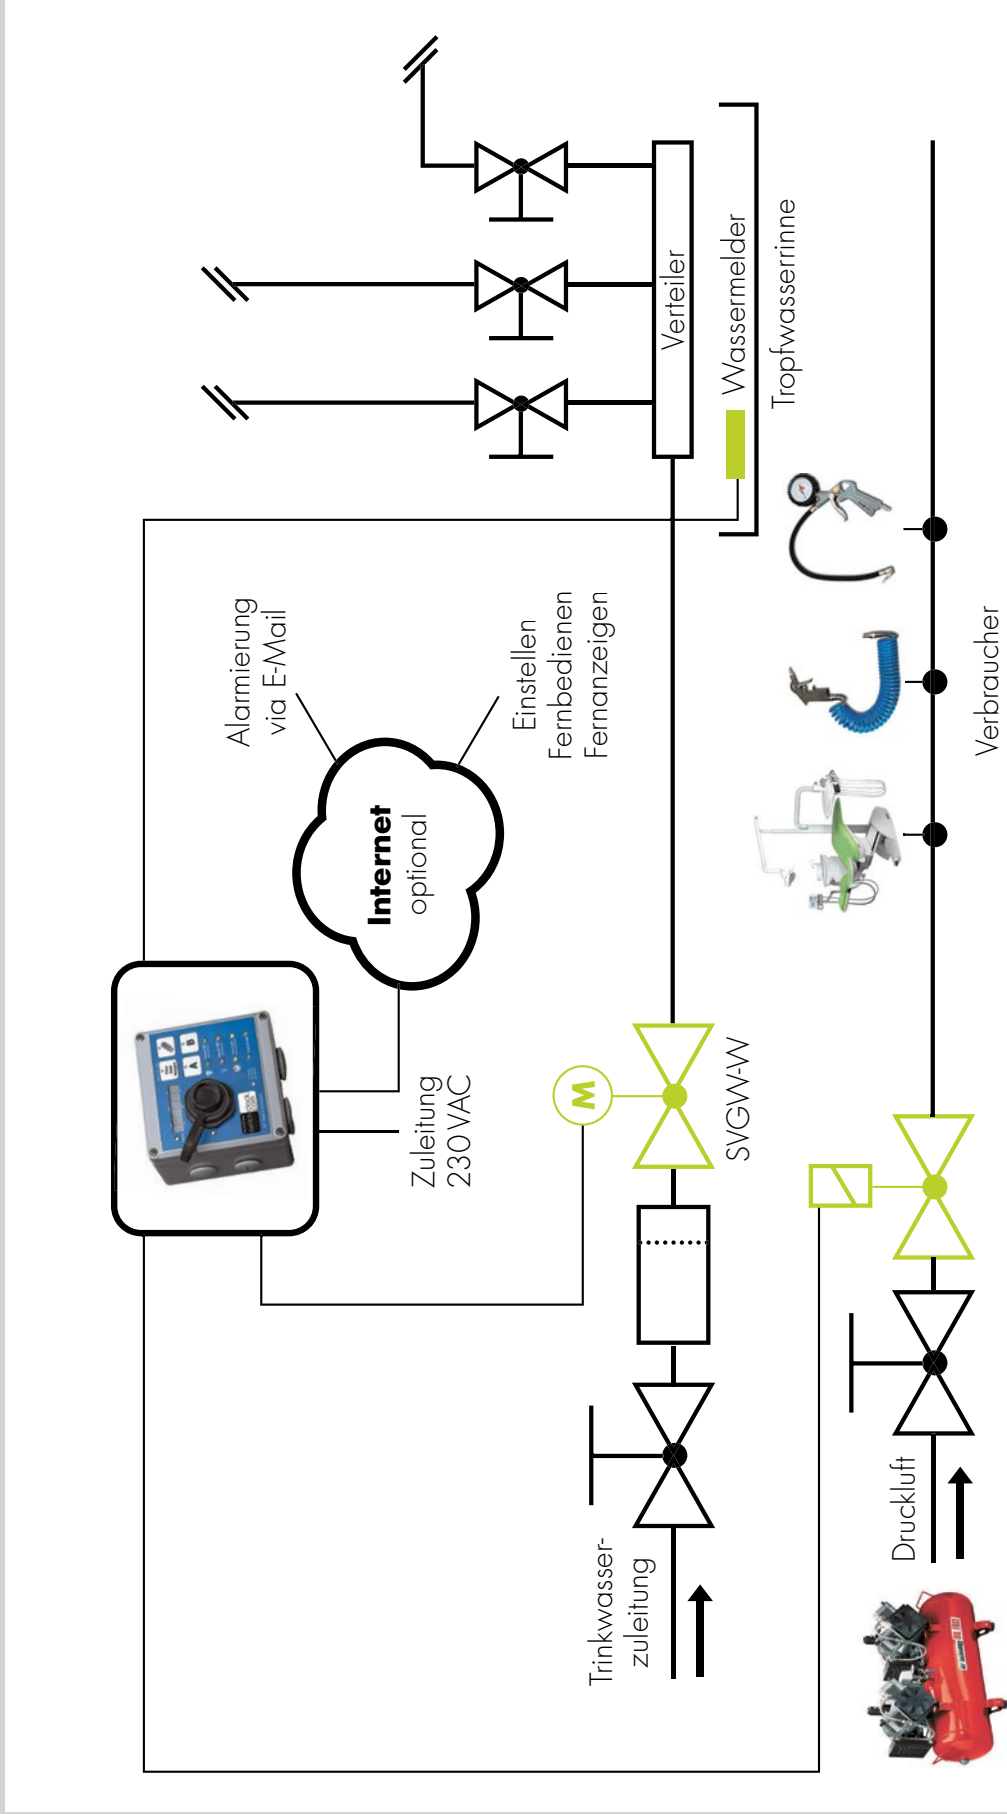 Alarmierung
via E-Mail
Internet
optional
Einstellen
Fernbedienen
Fernanzeigen
Zuleitung
230 VAC
W
SVGW-W
Trinkwasser-
zuleitung
Verteiler
Wassermelder
Tropfwasserrinne
Druckluft
Verbraucher
A
B